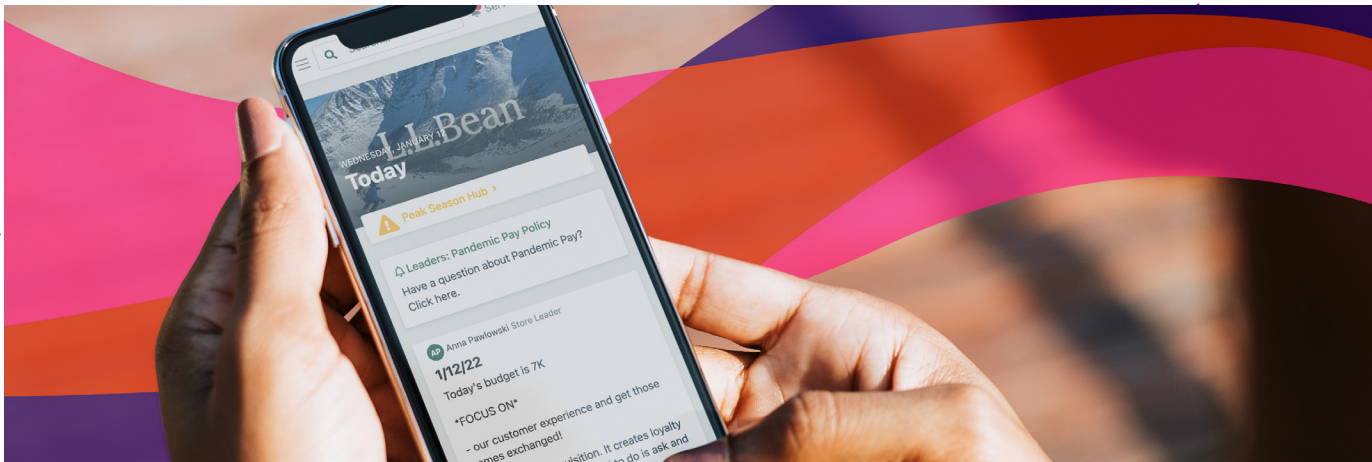 L.L.Bean
WEDNESDAY, JANUARY 12
Today
Peak Season Hub >
Leaders: Pandemic Pay Policy
Have a question about Pandemic Pay?
Click here.
AP Anna Pawlowski Store Leader
1/12/22
Today's budget is 7K
*FOCUS ON*
- our customer experience and get those
exchanged!
It creates loyalty
to do is ask and